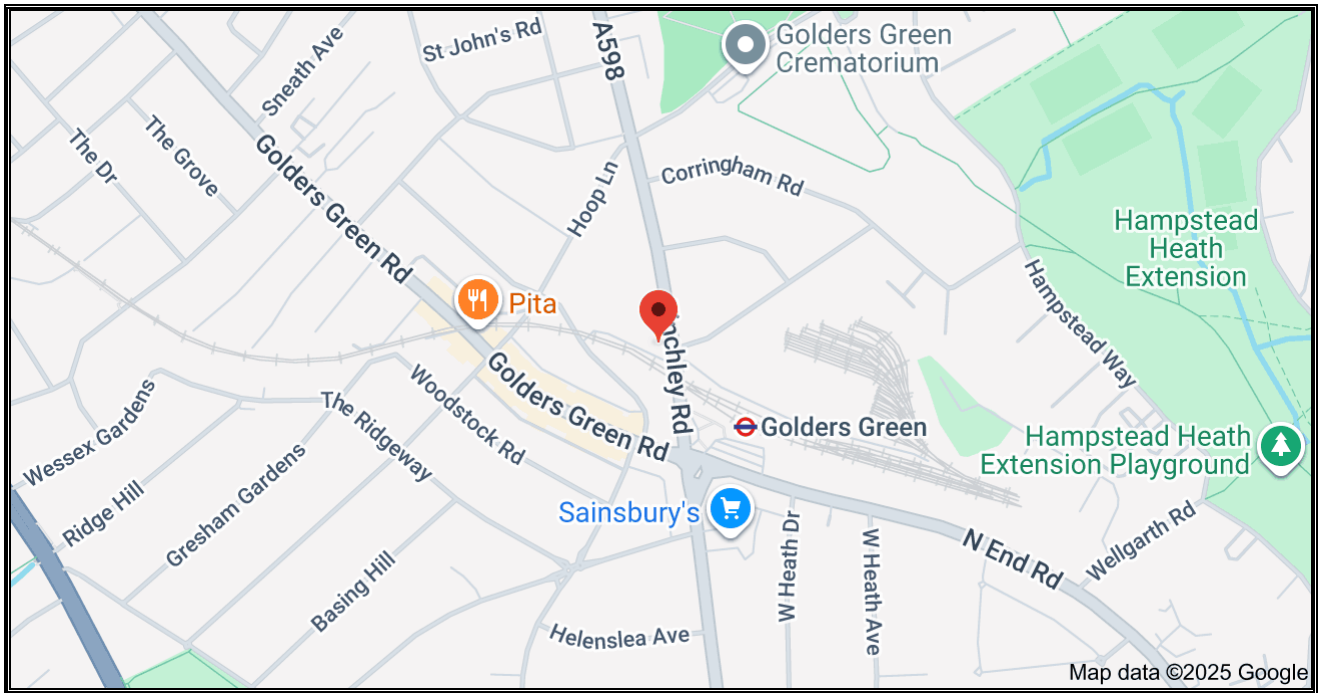 St John's Rd
A598
Golders Green
Crematorium
Sneath Ave
The Dr
The Grove
Golders Green Rd
Hoop Ln
Corringham Rd
Hampstead
Heath
Extension
Pita
Hampstead Way
nchley Rd
Golders Green Rd
Woodstock Rd
The Ridgeway
Wessex Gardens
Golders Green
Hampstead Heath
Extension Playground
Ridge Hill
Gresham Gardens
Sainsbury's
Basing Hill
W Heath Dr
W Heath Ave
N End Rd
Wellgarth Rd
Helenslea Ave
Map data ©2025 Google